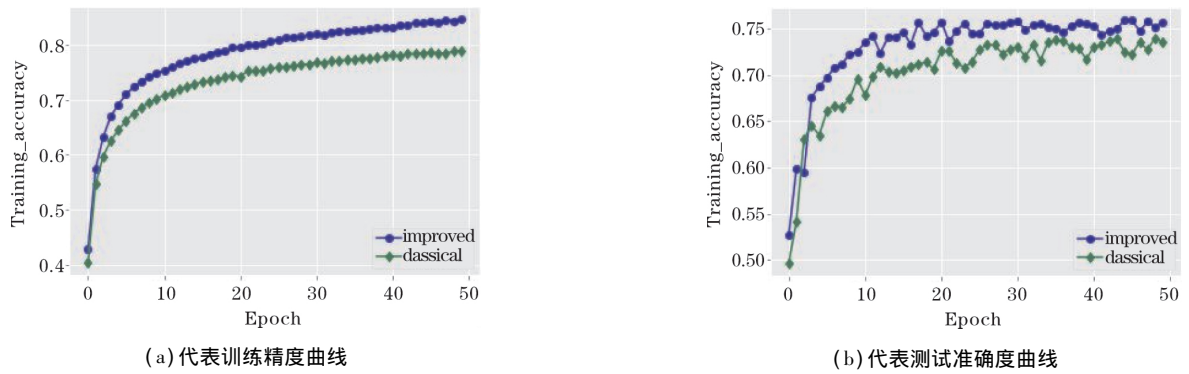 Training_accuracy
0.8
0.7
0.6
0.5
0.4
improved
dassical
0
10
20
30
40
50
Epoch
(a)代表训练精度曲线
Training_accuracy
0.75
0.70
0.65
0.60
0.55
0.50
improved
dassical
0
10
20
30
40
50
Epoch
(b)代表测试准确度曲线